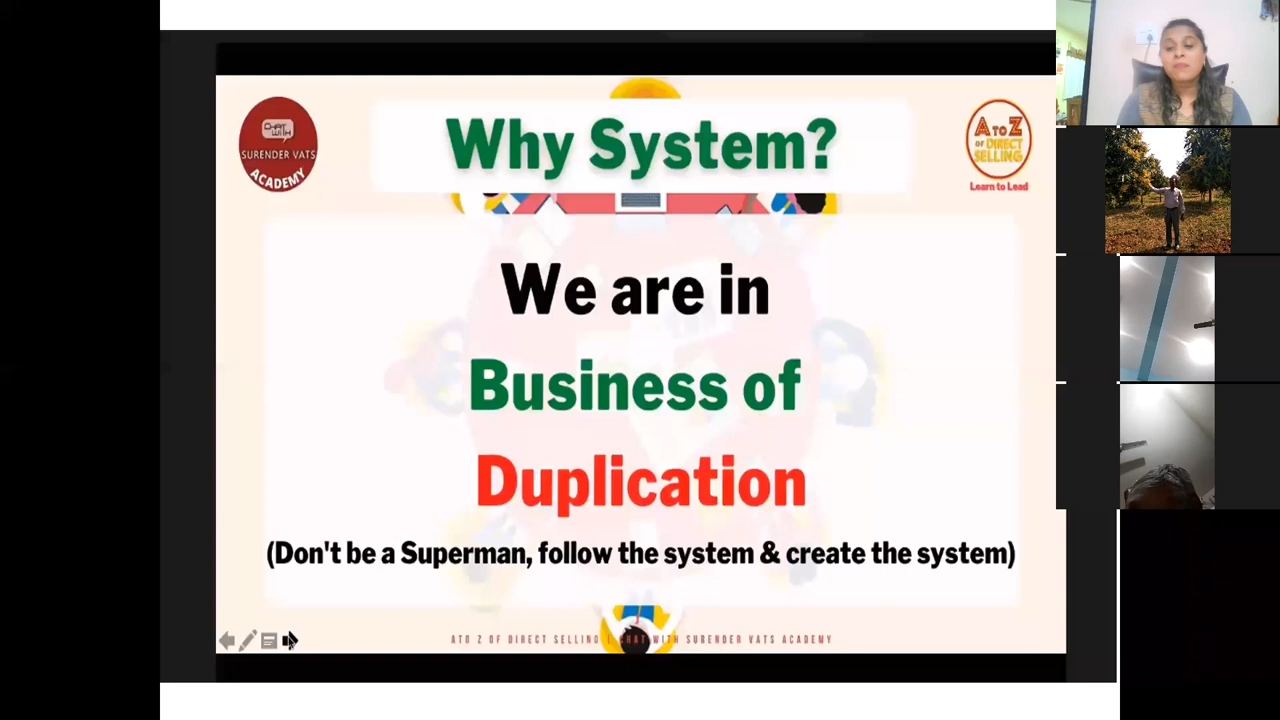 CHAT
WITH
SURENDER VATS
ACADEMY
Why System?
A TO Z
OF DIRECT
SELLING
Learn to Lead
We are in
Business of
Duplication
(Don't be a Superman, follow the system & create the system)
A TO Z OF DIRECT SELLING | CHAT WITH SURENDER VATS ACADEMY